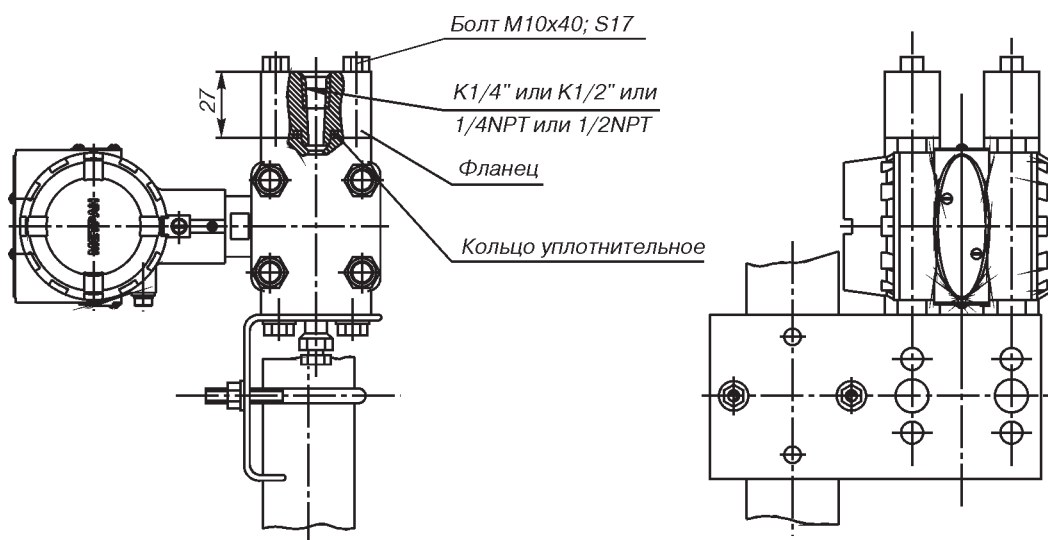 Болт М10х40; S17
27
К1/4" или К1/2" или
1/4NPT или 1/2NPT
Фланец
Кольцо уплотнительное